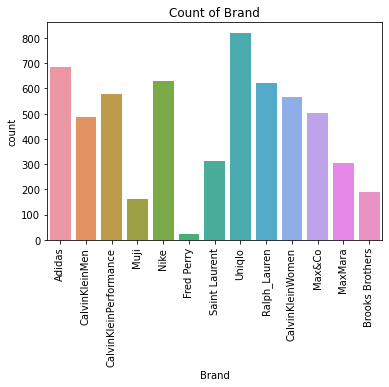 Count of Brand
count
800
700
600
500
400
300
200
100
0
Adidas
CalvinKleinMen
CalvinKleinPerformance
Muji
Nike
Fred Perry
Saint Laurent
Uniqlo
Ralph_Lauren
CalvinKleinWomen
Max&Co
MaxMara
Brooks Brothers
Brand